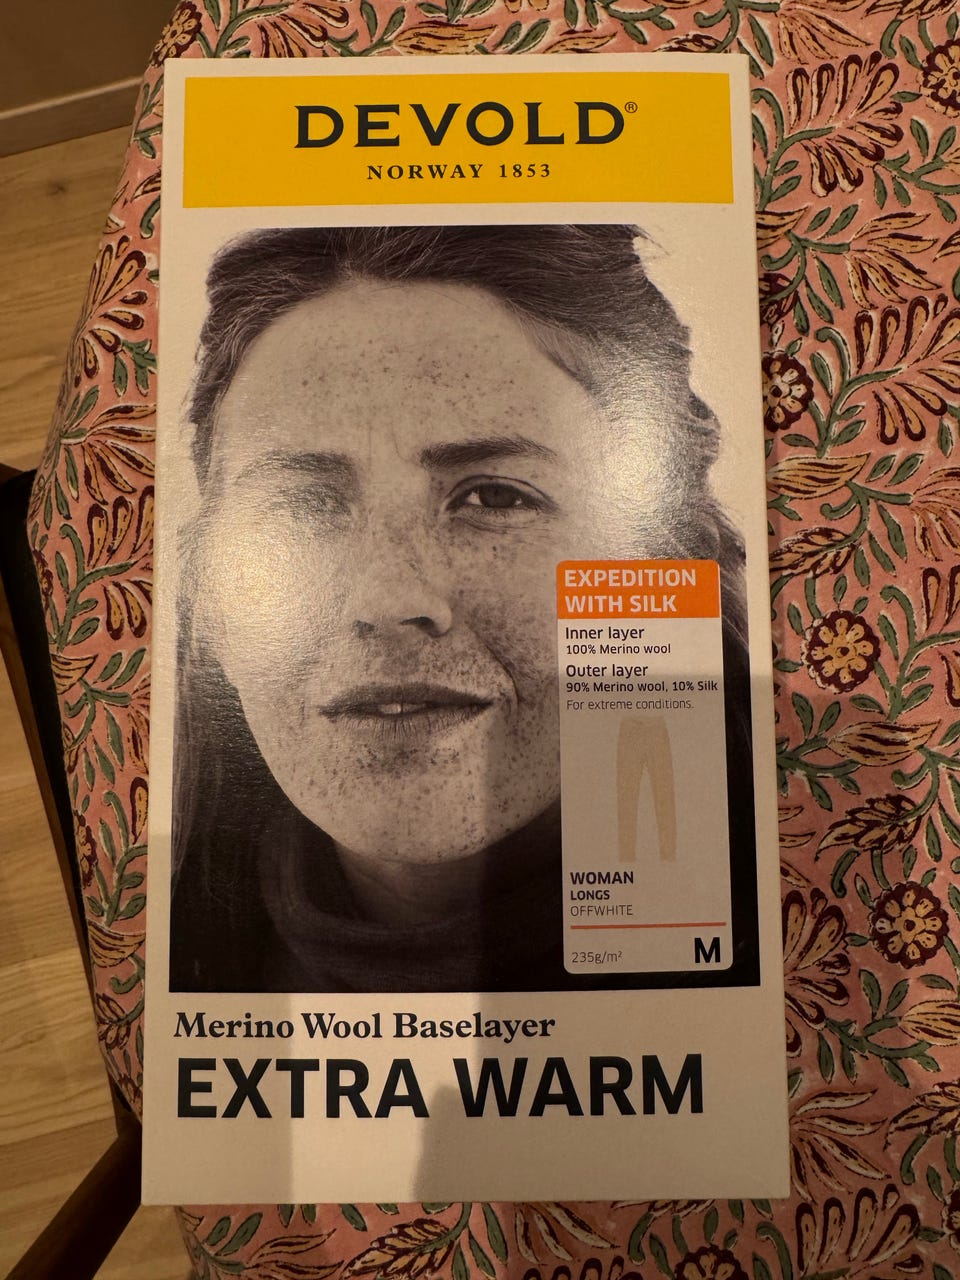 DEVOLD®
NORWAY 1853
EXPEDITION
WITH SILK
Inner layer
100% Merino wool
Outer layer
90% Merino wool, 10% Silk
For extreme conditions.
WOMAN
LONGS
OFFWHITE
235g/m²
M
Merino Wool Baselayer
EXTRA WARM